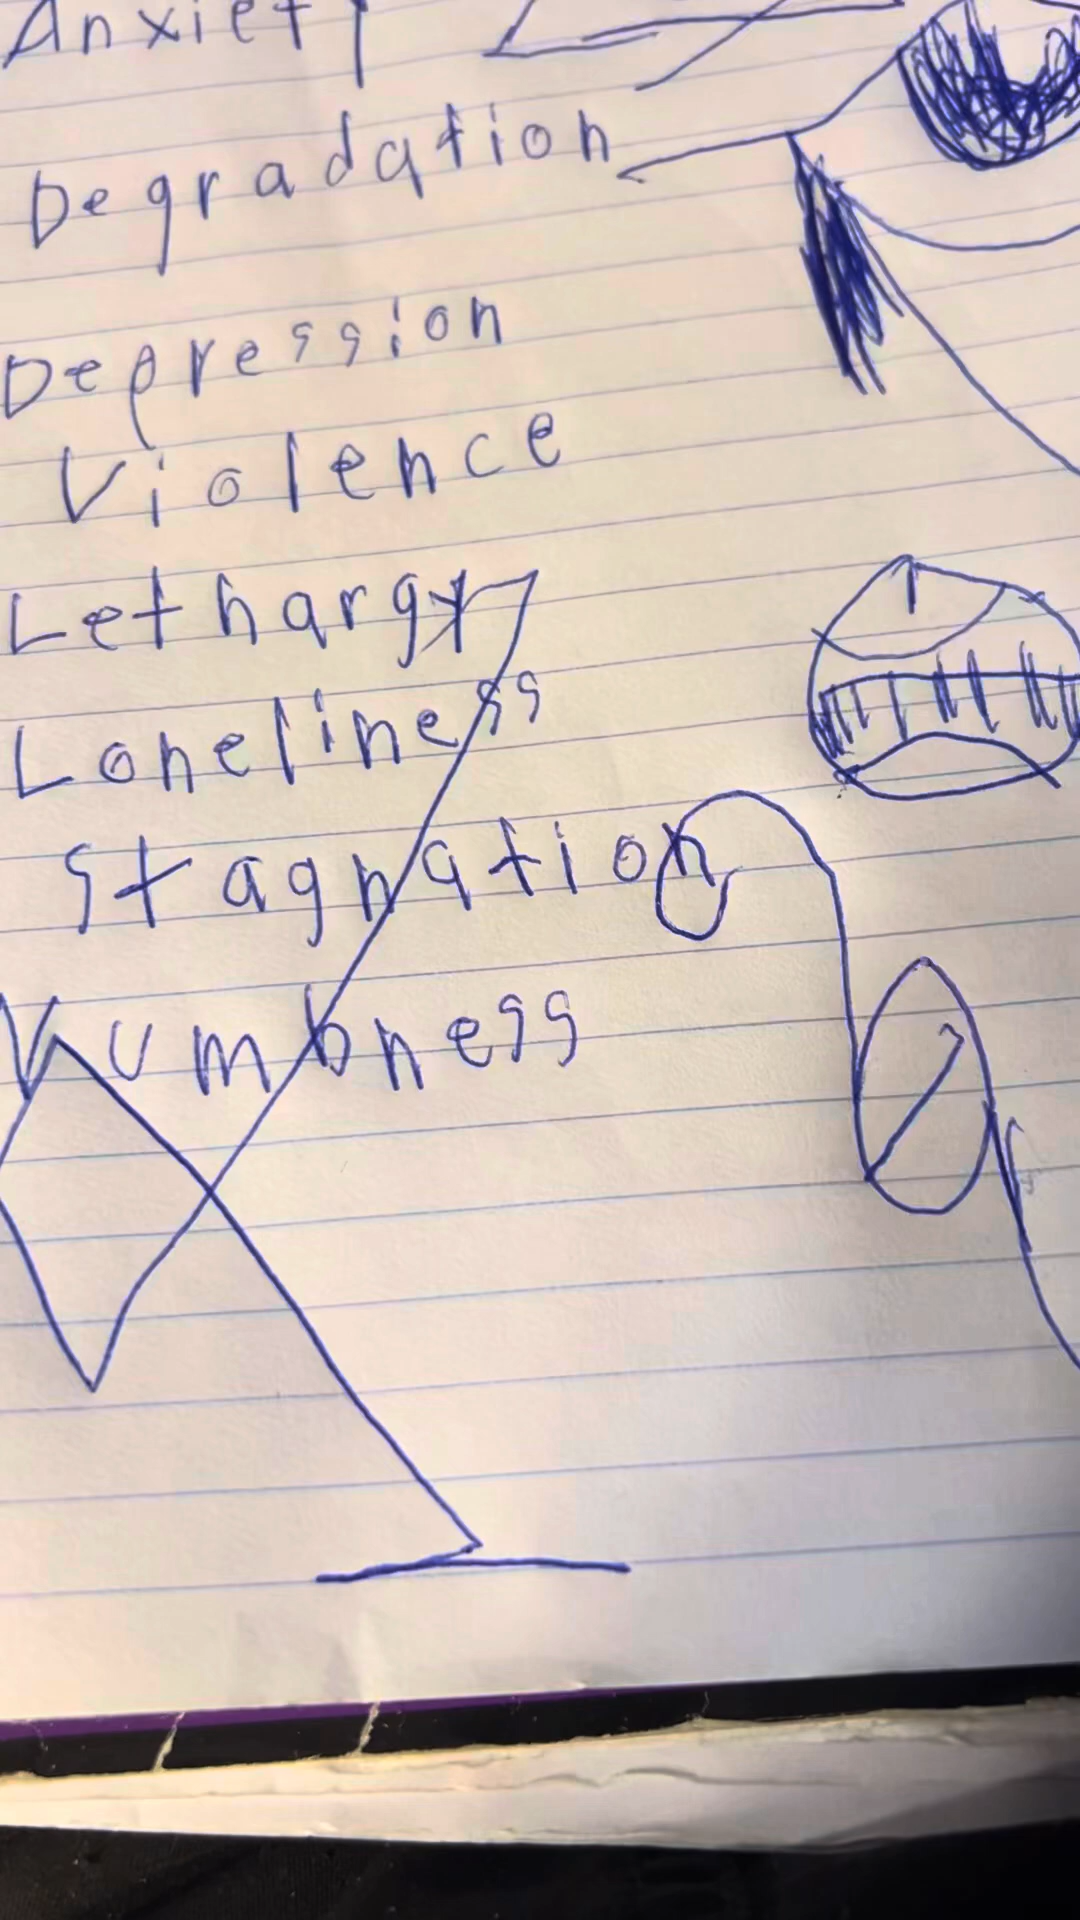 Anxiety
Degradation
Depression
Violence
Lethargy
Loneliness
Stagnation
Numbness